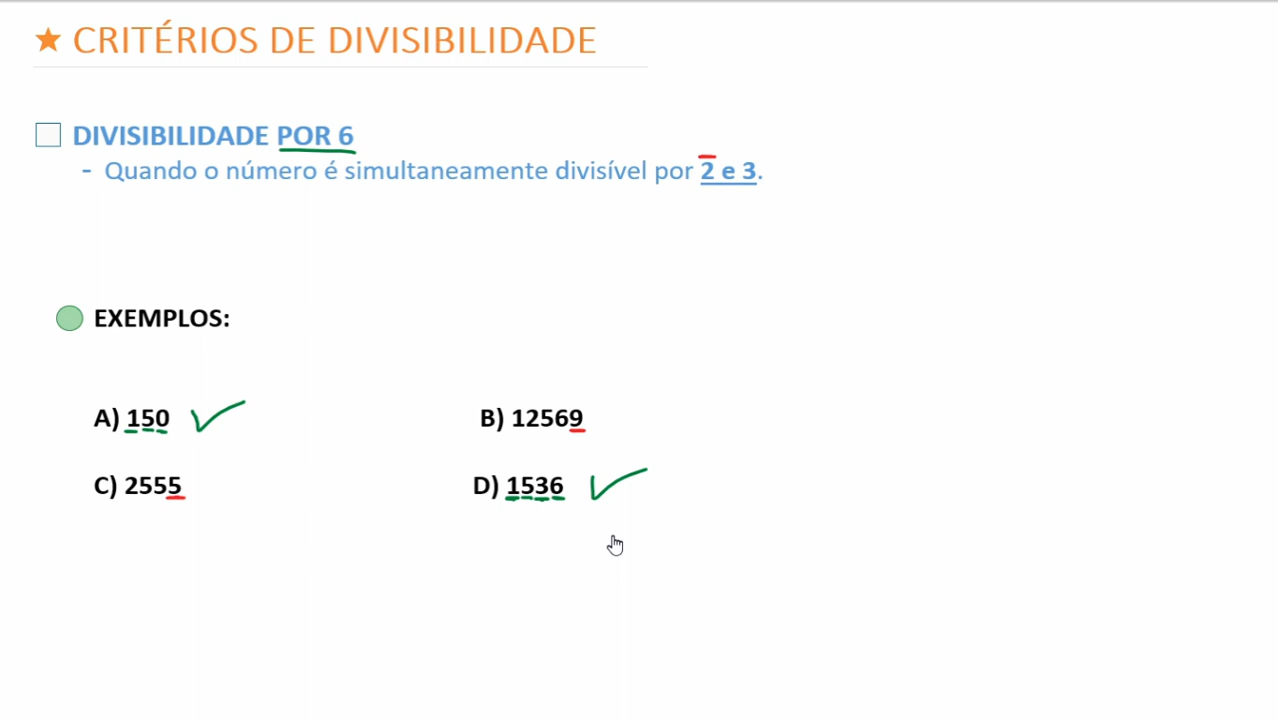 CRITÉRIOS DE DIVISIBILIDADE
DIVISIBILIDADE POR 6
- Quando o número é simultaneamente divisível por 2 e 3.
EXEMPLOS:
A) 150
B) 12569
C) 2555
D) 1536